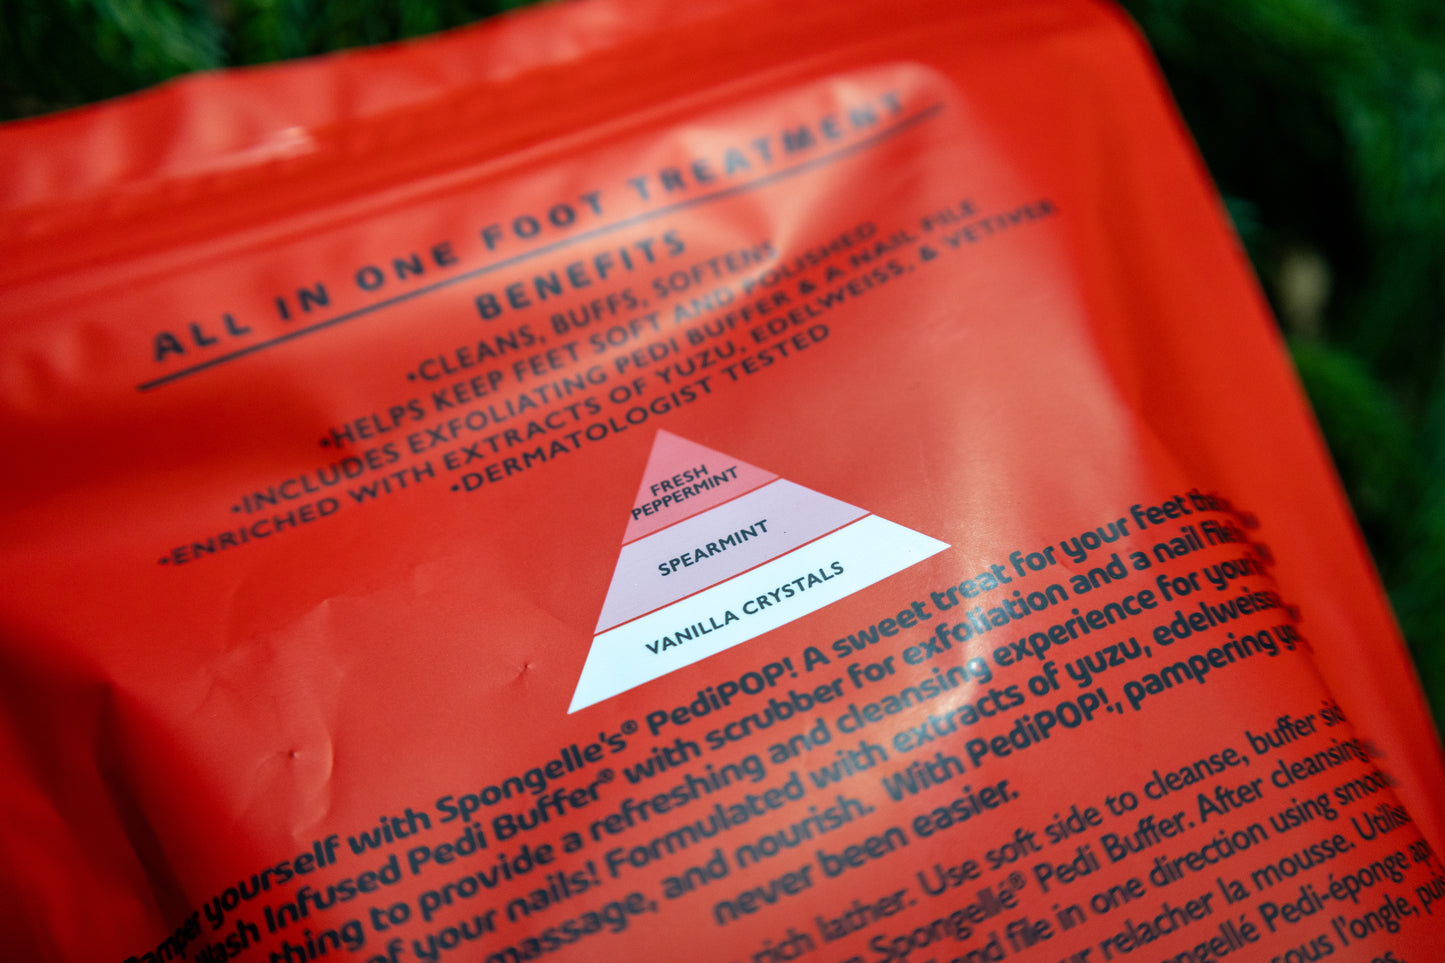 ALL IN ONE FOOT TREATMENT
BENEFITS
•CLEANS, BUFFS, SOFTENS
•HELPS KEEP FEET SOFT AND POLISHED
•INCLUDES EXFOLIATING PEDI BUFFER & A NAIL FILE
•ENRICHED WITH EXTRACTS OF YUZU, EDELWEISS, & VETIVER
•DERMATOLOGIST TESTED
FRESH
PEPPERMINT
SPEARMINT
VANILLA CRYSTALS
Pamper yourself with Spongelle's® PediPOP! A sweet treat for your feet
Wash Infused Pedi Buffer® with scrubber for exfoliation and a nail File
thing to provide a refreshing and cleansing experience for your
of your nails! Formulated with extracts of yuzu, edelweiss
massage, and nourish. With PediPOP!, pampering
never been easier.
rich lather. Use soft side to cleanse, buffer
Spongellé® Pedi Buffer. After cleansing
and file in one direction using
relacher la mousse.
Spongellé Pedi-éponge
sous l'ongle,